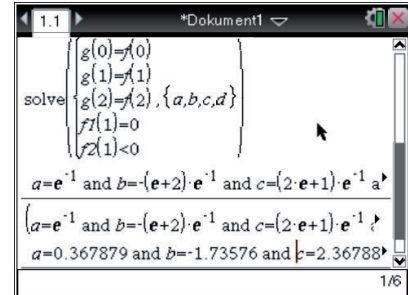 1.1 *Dokument1
g(0)=f(0)
g(1)=f(1)
solve( g(2)=f(2) ,{a,b,c,d}
f1(1)=0
f2(1)<0 )
a=e⁻¹ and b=-(e+2)·e⁻¹ and c=(2·e+1)·e⁻¹ a
(a=e⁻¹ and b=-(e+2)·e⁻¹ and c=(2·e+1)·e⁻¹
a=0.367879 and b=-1.73576 and c=2.36788
1/6